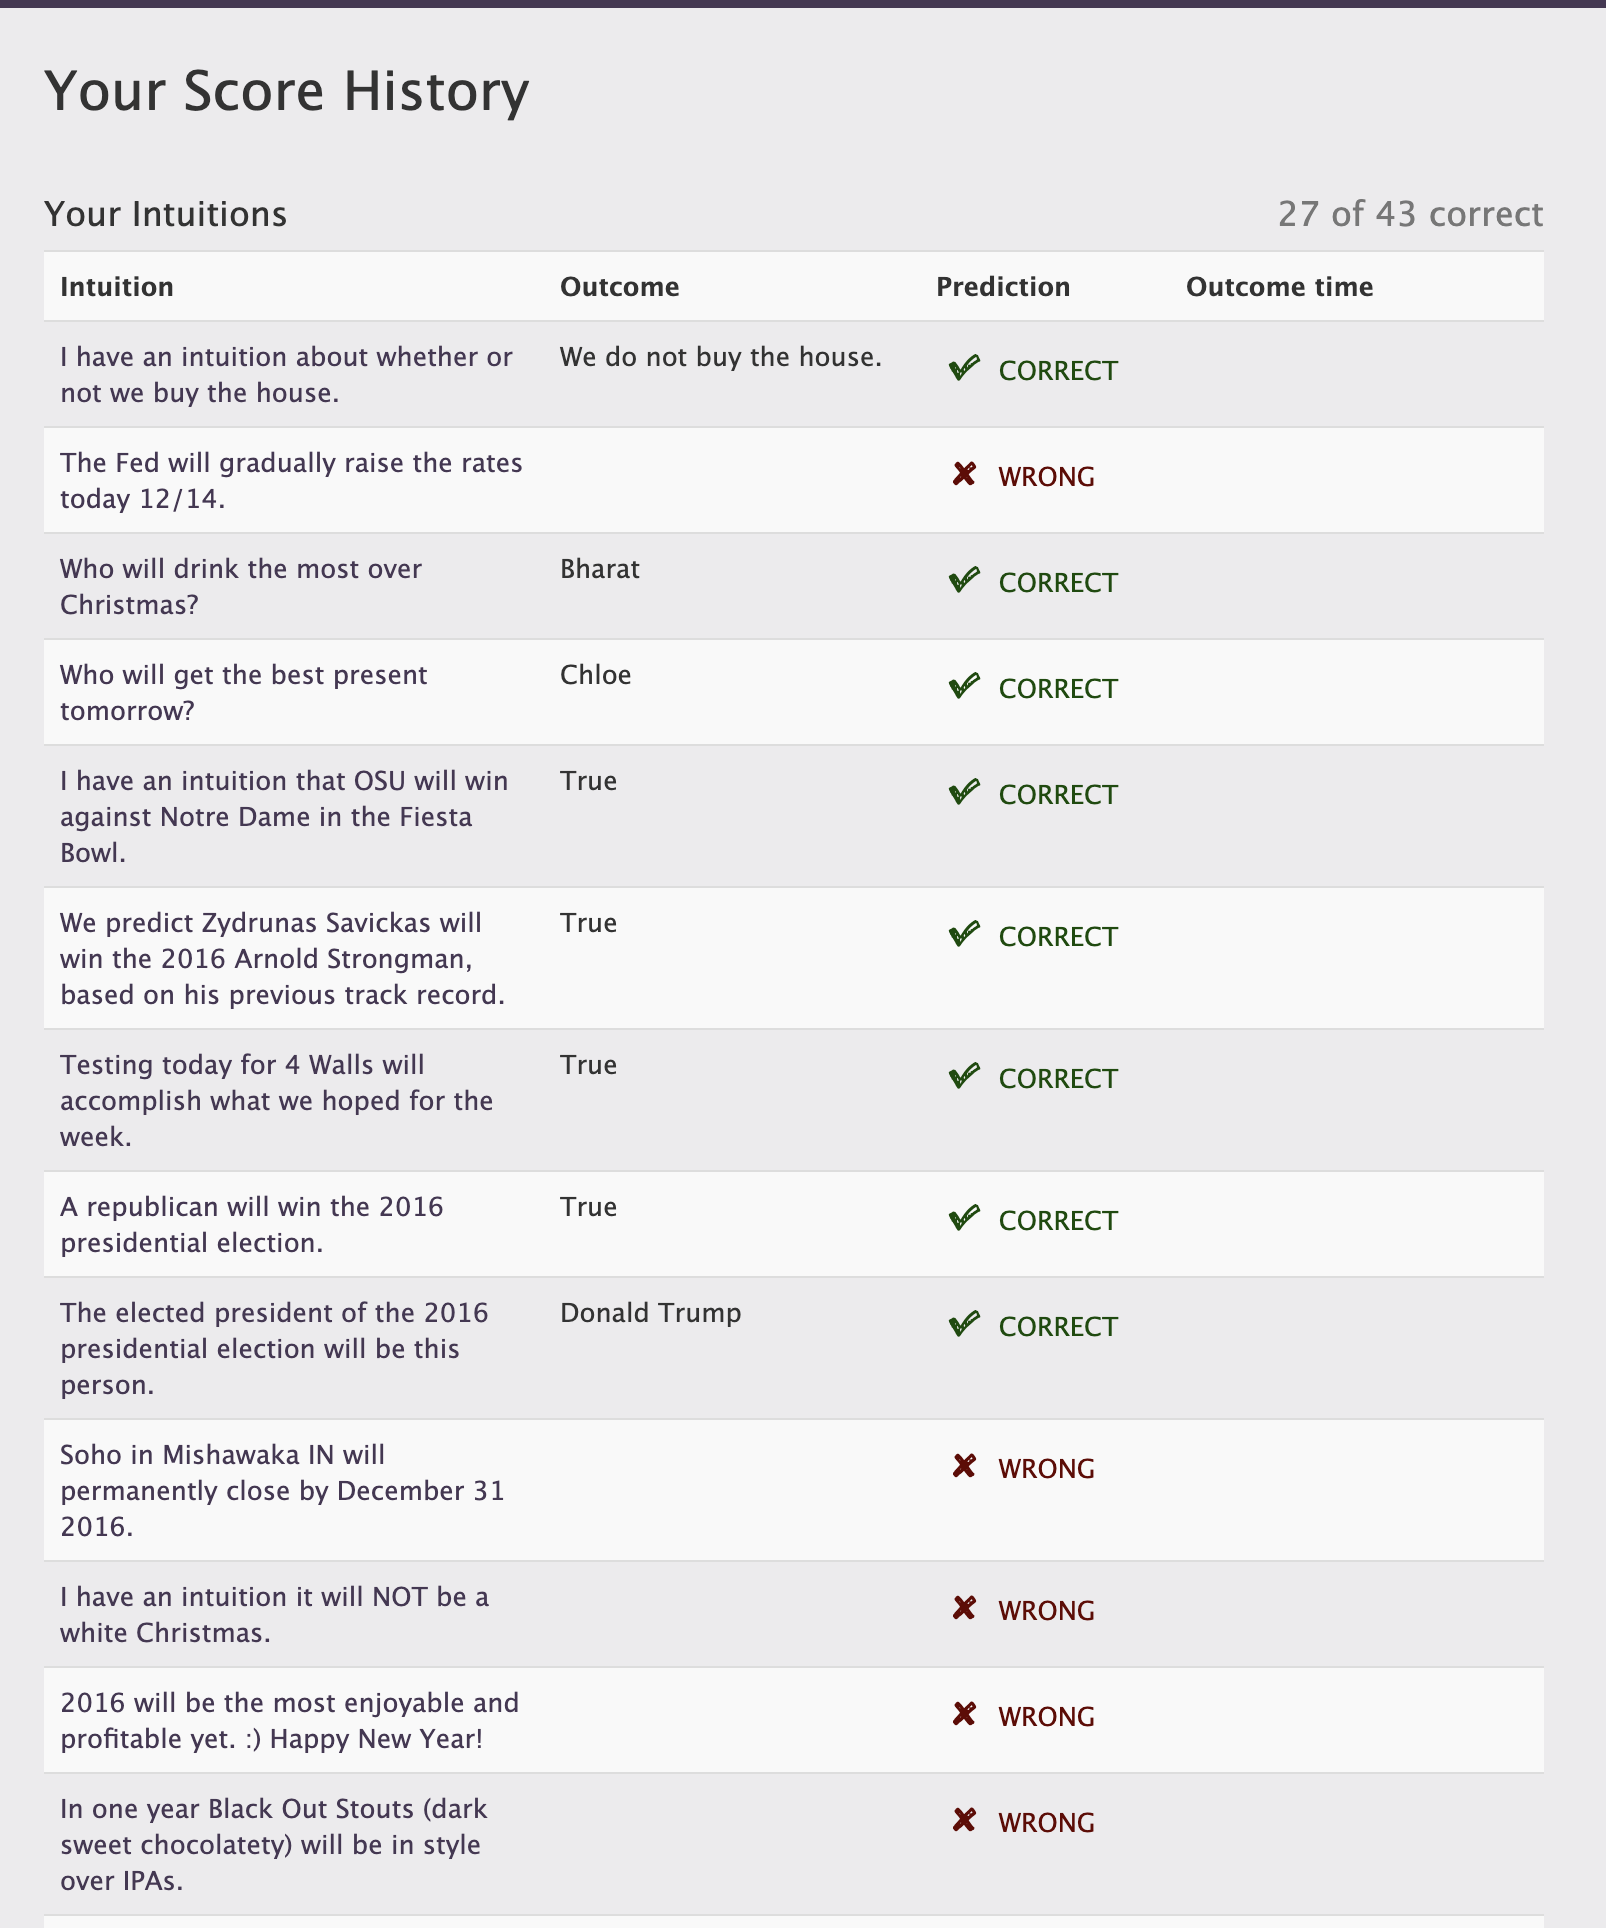 Your Score History
Your Intuitions
27 of 43 correct
Intuition Outcome Prediction Outcome time
I have an intuition about whether or
not we buy the house.
We do not buy the house.
CORRECT
The Fed will gradually raise the rates
today 12/14.
WRONG
Who will drink the most over
Christmas?
Bharat
CORRECT
Who will get the best present
tomorrow?
Chloe
CORRECT
I have an intuition that OSU will win
against Notre Dame in the Fiesta
Bowl.
True
CORRECT
We predict Zydrunas Savickas will
win the 2016 Arnold Strongman,
based on his previous track record.
True
CORRECT
Testing today for 4 Walls will
accomplish what we hoped for the
week.
True
CORRECT
A republican will win the 2016
presidential election.
True
CORRECT
The elected president of the 2016
presidential election will be this
person.
Donald Trump
CORRECT
Soho in Mishawaka IN will
permanently close by December 31
2016.
WRONG
I have an intuition it will NOT be a
white Christmas.
WRONG
2016 will be the most enjoyable and
profitable yet. :) Happy New Year!
WRONG
In one year Black Out Stouts (dark
sweet chocolatety) will be in style
over IPAs.
WRONG